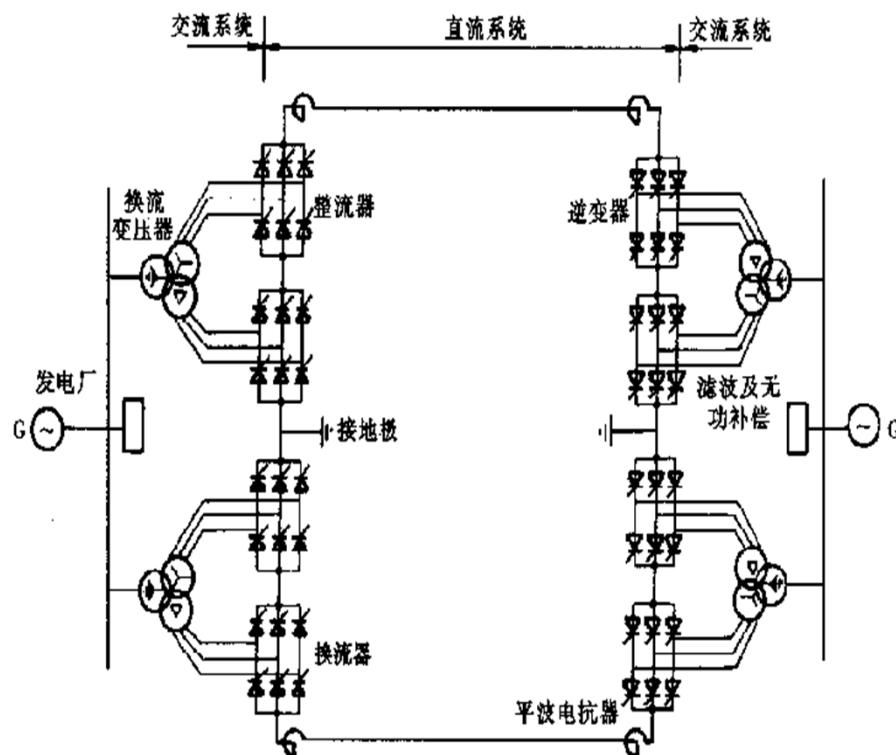 交流系统
直流系统
交流系统
换流
变压器
整流器
逆变器
发电厂
G
接地极
滤波及无
功补偿
G
换流器
平波电抗器